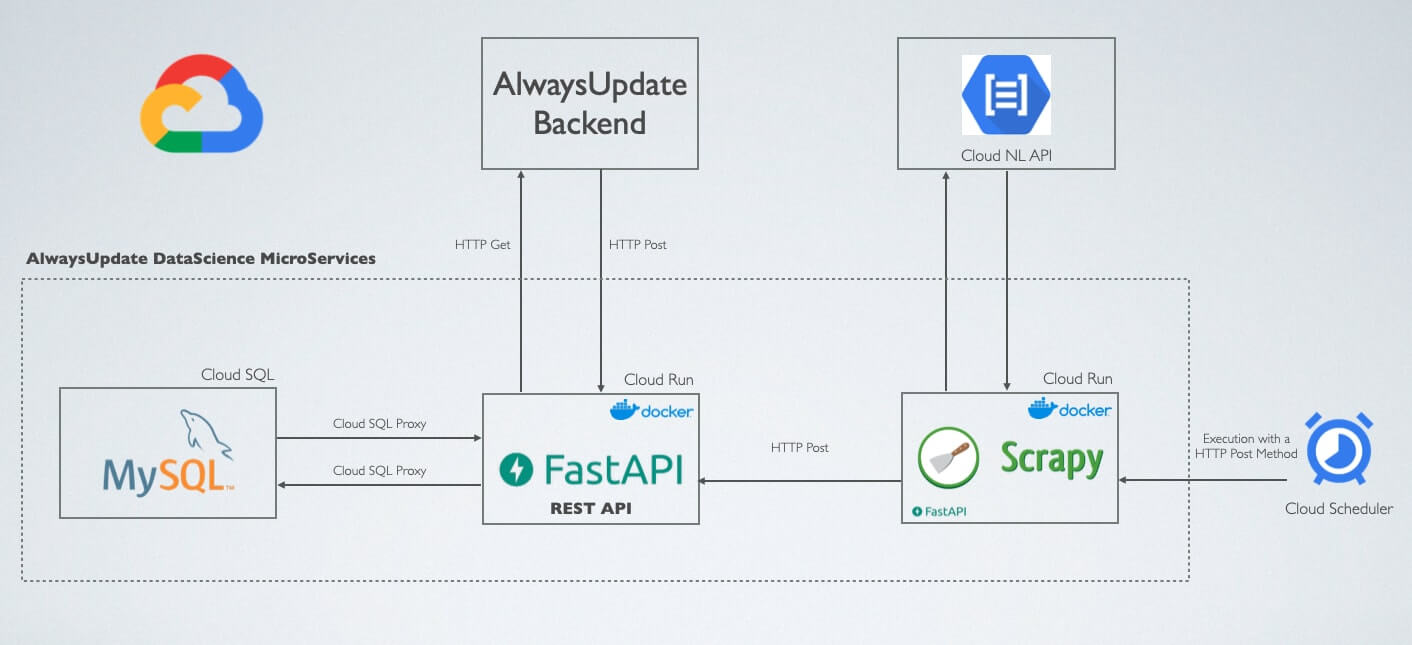 AlwaysUpdate
Backend
Cloud NL API
HTTP Get
HTTP Post
AlwaysUpdate DataScience MicroServices
Cloud SQL
MySQL™
Cloud SQL Proxy
Cloud SQL Proxy
Cloud Run
docker
FastAPI
REST API
HTTP Post
Cloud Run
docker
Scrapy
FastAPI
Execution with a
HTTP Post Method
Cloud Scheduler